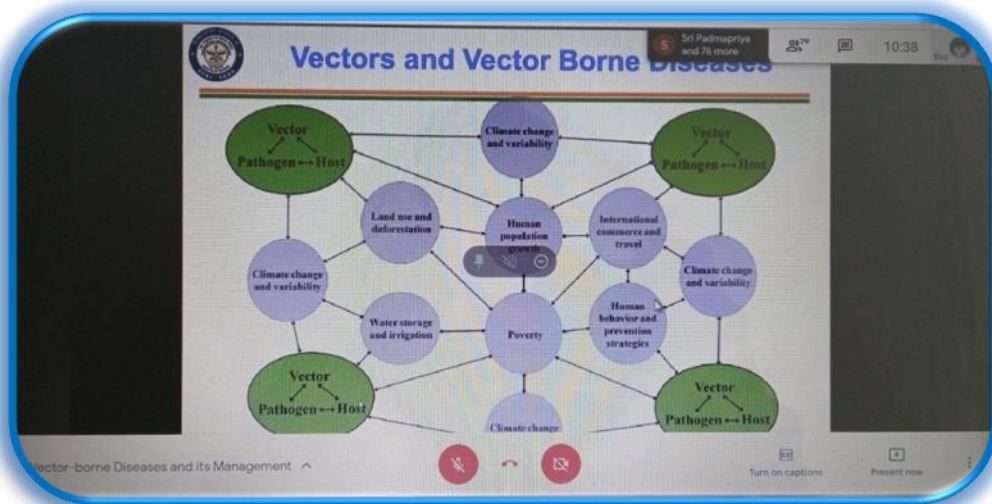 Vectors and Vector Borne Diseases
Sri Padmapriya
and 76 more
79
10:38
You
Vector
Pathogen ↔ Host
Climate change
and variability
Vector
Pathogen ↔ Host
Land use and
deforestation
Human
population
growth
International
commerce and
travel
Climate change
and variability
Climate change
and variability
Water storage
and irrigation
Poverty
Human
behavior and
prevention
strategies
Vector
Pathogen ↔ Host
Vector
Pathogen ↔ Host
Climate change
Vector-borne Diseases and its Management
Turn on captions
Present now